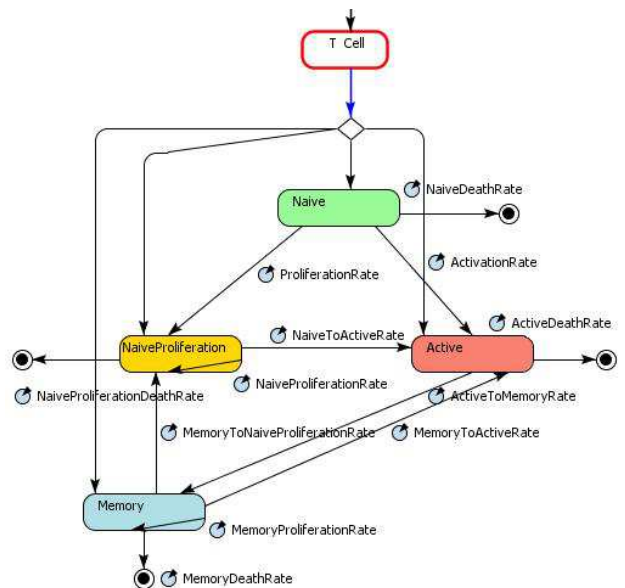 T Cell
NaiveDeathRate
Naive
ProliferationRate
ActivationRate
ActiveDeathRate
NaiveToActiveRate
NaiveProliferation
Active
NaiveProliferationRate
NaiveProliferationDeathRate
ActiveToMemoryRate
MemoryToNaiveProliferationRate
MemoryToActiveRate
Memory
MemoryProliferationRate
MemoryDeathRate